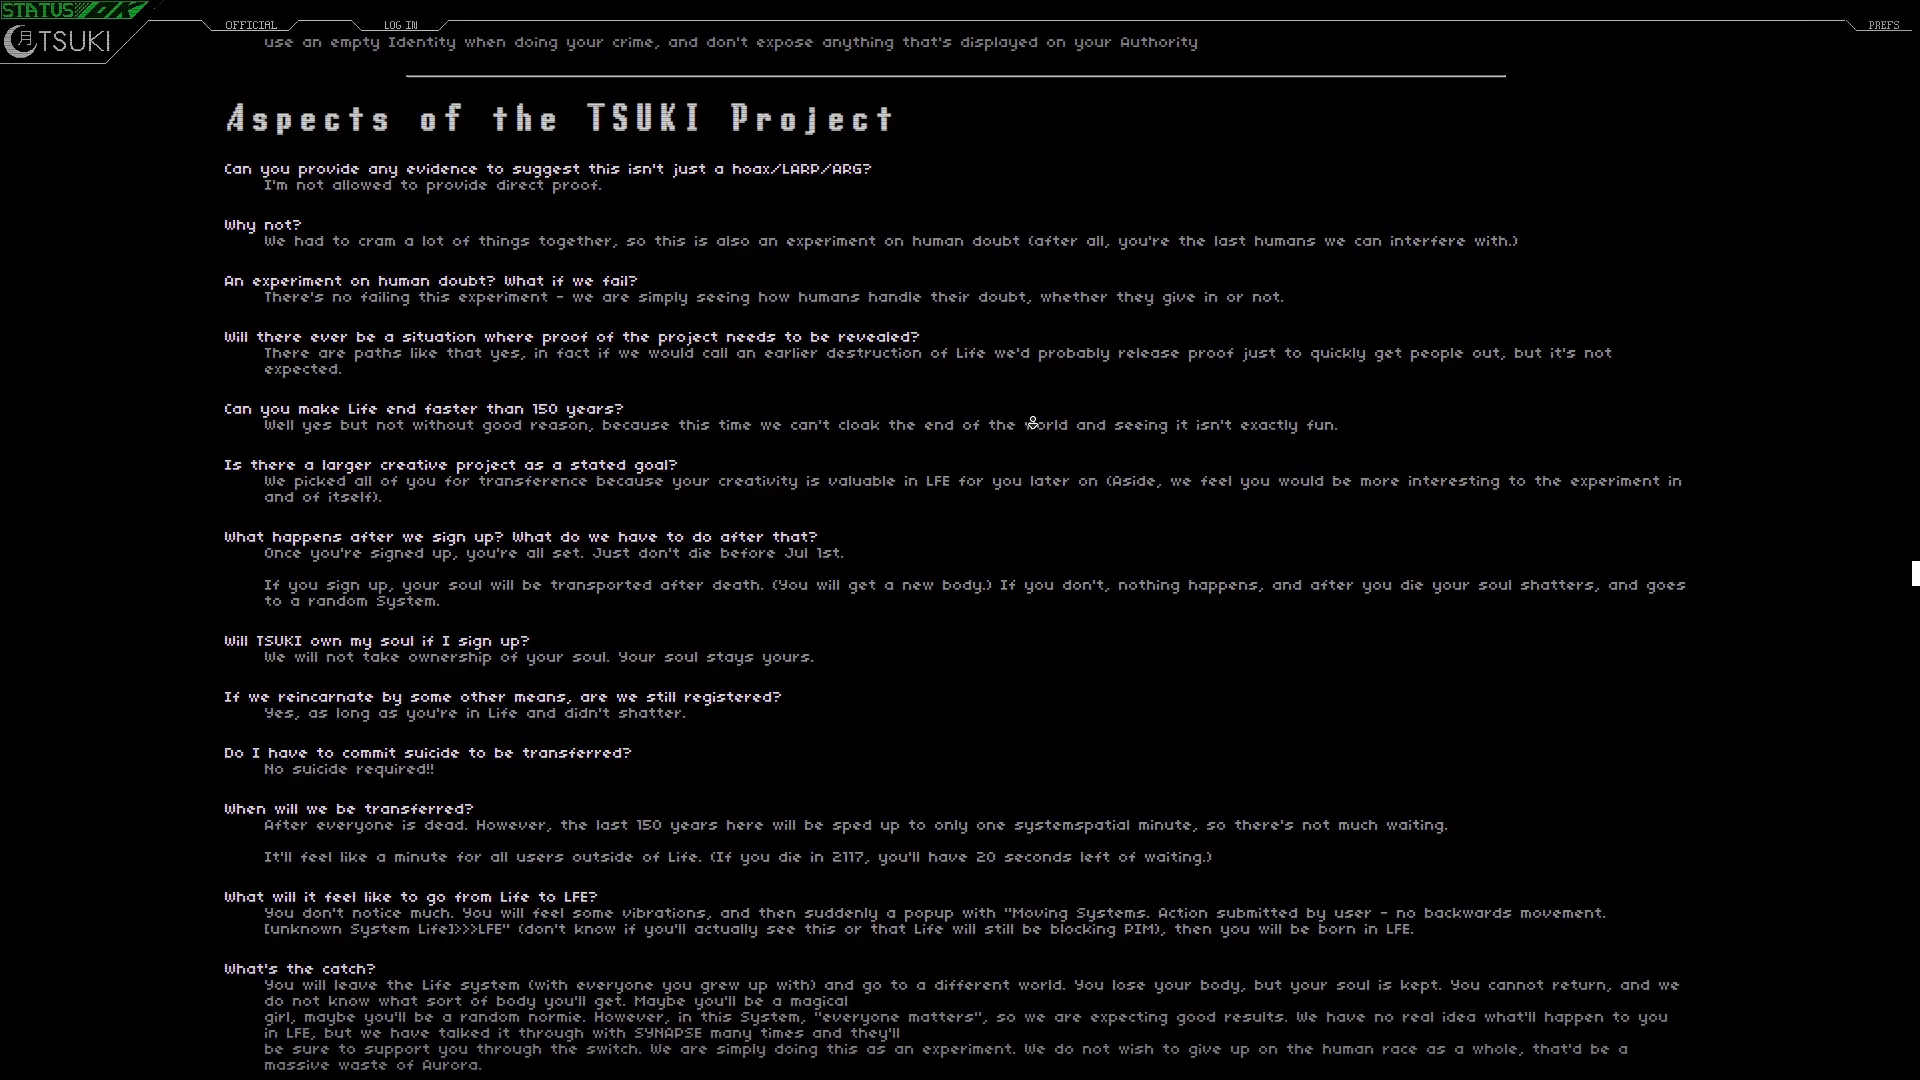 STATUS OK
月TSUKI
OFFICIAL
LOG IN
PREFS
use an empty Identity when doing your crime, and don't expose anything that's displayed on your Authority
Aspects of the TSUKI Project
Can you provide any evidence to suggest this isn't just a hoax/LARP/ARG?
I'm not allowed to provide direct proof.
Why not?
We had to cram a lot of things together, so this is also an experiment on human doubt (after all, you're the last humans we can interfere with.)
An experiment on human doubt? What if we fail?
There's no failing this experiment - we are simply seeing how humans handle their doubt, whether they give in or not.
Will there ever be a situation where proof of the project needs to be revealed?
There are paths like that yes, in fact if we would call an earlier destruction of Life we'd probably release proof just to quickly get people out, but it's not
expected.
Can you make Life end faster than 150 years?
Well yes but not without good reason, because this time we can't cloak the end of the world and seeing it isn't exactly fun.
Is there a larger creative project as a stated goal?
We picked all of you for transference because your creativity is valuable in LFE for you later on (Aside, we feel you would be more interesting to the experiment in
and of itself).
What happens after we sign up? What do we have to do after that?
Once you're signed up, you're all set. Just don't die before Jul 1st.
If you sign up, your soul will be transported after death. (You will get a new body.) If you don't, nothing happens, and after you die your soul shatters, and goes
to a random System.
Will TSUKI own my soul if I sign up?
We will not take ownership of your soul. Your soul stays yours.
If we reincarnate by some other means, are we still registered?
Yes, as long as you're in Life and didn't shatter.
Do I have to commit suicide to be transferred?
No suicide required!!
When will we be transferred?
After everyone is dead. However, the last 150 years here will be sped up to only one systemspatial minute, so there's not much waiting.
It'll feel like a minute for all users outside of Life. (If you die in 2117, you'll have 20 seconds left of waiting.)
What will it feel like to go from Life to LFE?
You don't notice much. You will feel some vibrations, and then suddenly a popup with "Moving Systems. Action submitted by user - no backwards movement.
[unknown System Life]>>>LFE" (don't know if you'll actually see this or that Life will still be blocking PIM), then you will be born in LFE.
What's the catch?
You will leave the Life system (with everyone you grew up with) and go to a different world. You lose your body, but your soul is kept. You cannot return, and we
do not know what sort of body you'll get. Maybe you'll be a magical
girl, maybe you'll be a random normie. However, in this System, "everyone matters", so we are expecting good results. We have no real idea what'll happen to you
in LFE, but we have talked it through with SYNAPSE many times and they'll
be sure to support you through the switch. We are simply doing this as an experiment. We do not wish to give up on the human race as a whole, that'd be a
massive waste of Aurora.